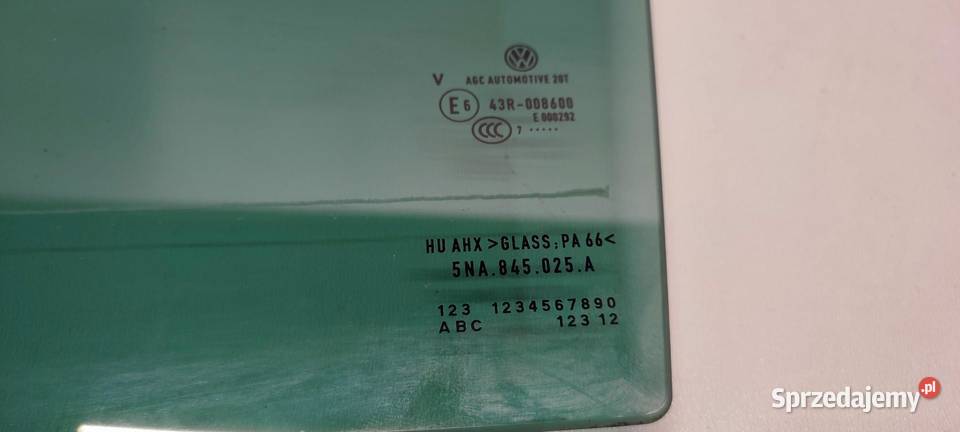 V AGC AUTOMOTIVE 20T
E6 43R-008600
E 000292
CCC 7 .....
HU AHX >GLASS;PA 66<
5NA.845.025.A
123 1234567890
ABC 123 12
Sprzedajemy.pl